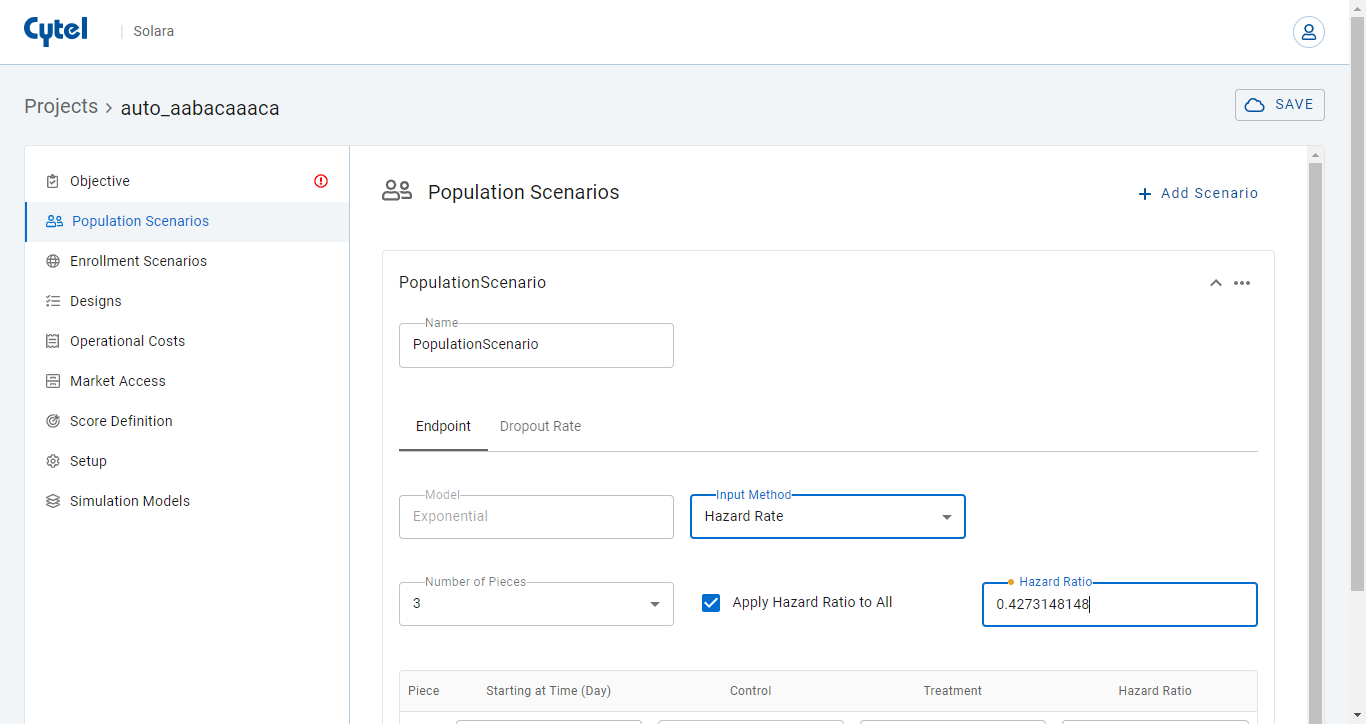 Cytel
Solara
Projects > auto_aabacaaaca
SAVE
Objective
Population Scenarios
Enrollment Scenarios
Designs
Operational Costs
Market Access
Score Definition
Setup
Simulation Models
Population Scenarios
+ Add Scenario
PopulationScenario
Name
PopulationScenario
Endpoint
Dropout Rate
Model
Exponential
Input Method
Hazard Rate
Number of Pieces
3
Apply Hazard Ratio to All
Hazard Ratio
0.4273148148
Piece
Starting at Time (Day)
Control
Treatment
Hazard Ratio